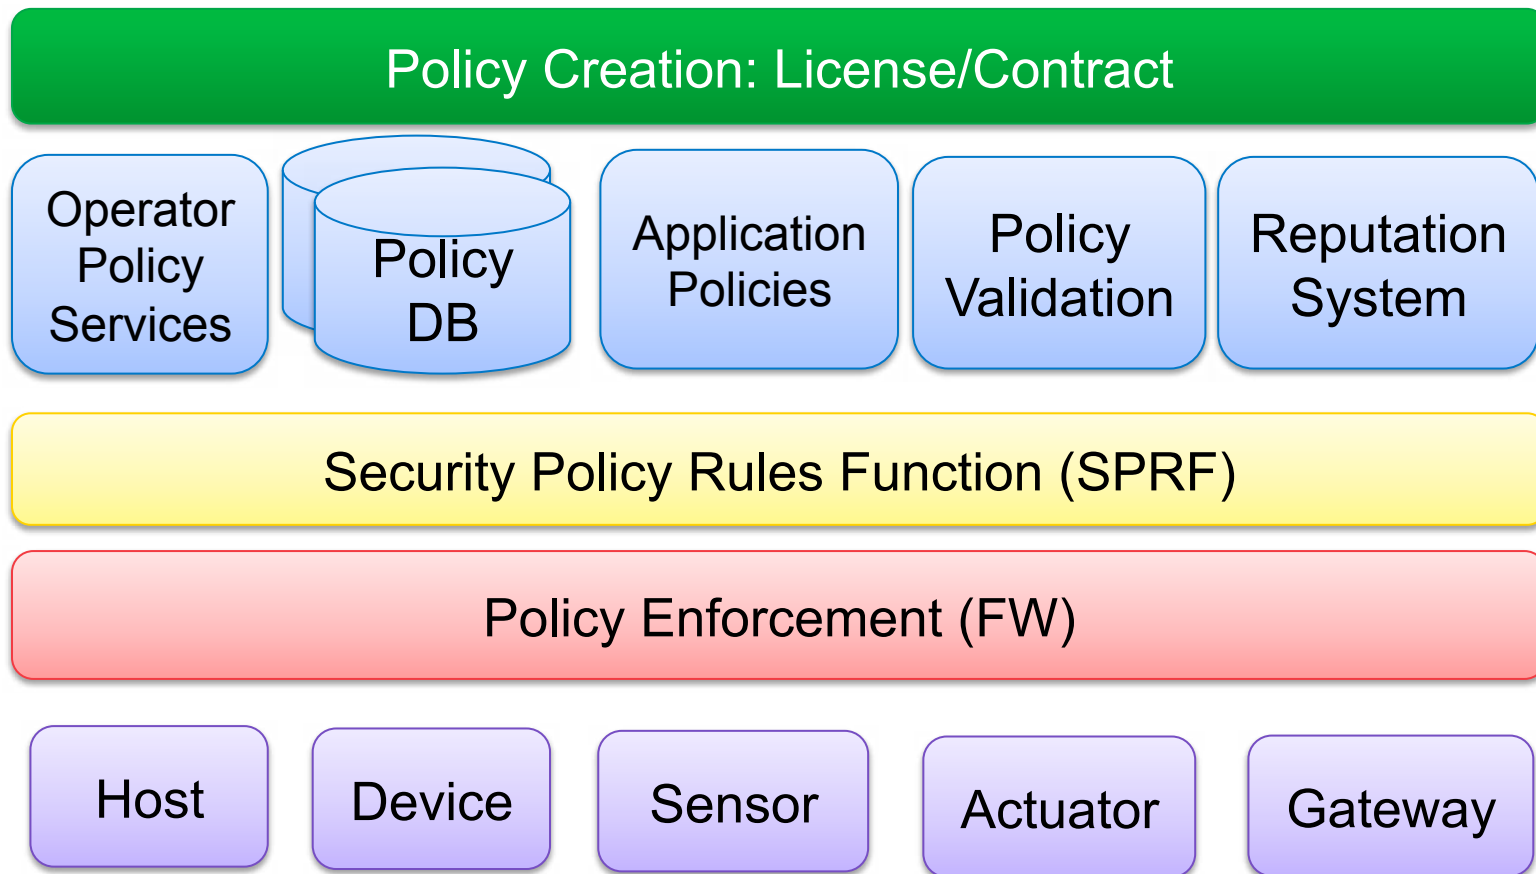 Policy Creation: License/Contract
Operator
Policy
Services
Policy
DB
Application
Policies
Policy
Validation
Reputation
System
Security Policy Rules Function (SPRF)
Policy Enforcement (FW)
Host
Device
Sensor
Actuator
Gateway